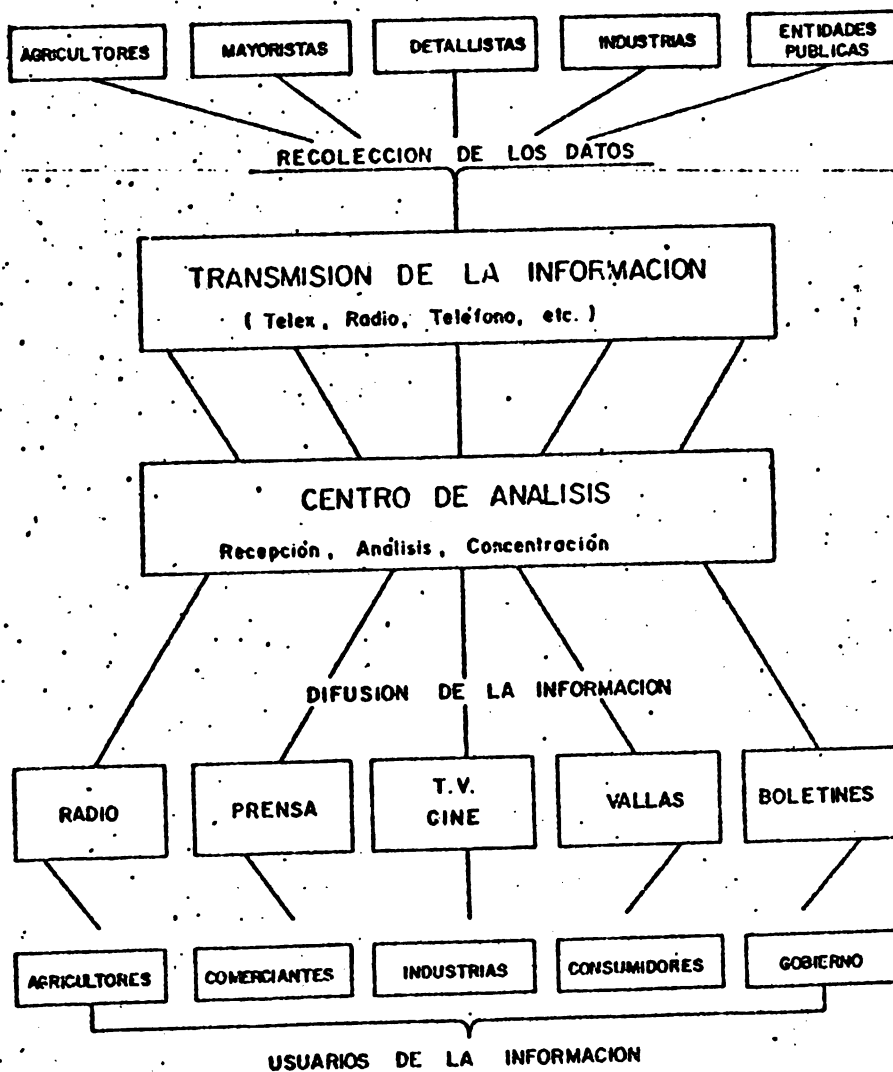 AGRICULTORES MAYORISTAS DETALLISTAS INDUSTRIAS ENTIDADES PUBLICAS
RECOLECCION DE LOS DATOS
TRANSMISION DE LA INFORMACION
( Telex, Radio, Teléfono, etc. )
CENTRO DE ANALISIS
Recepción, Análisis, Concentración
DIFUSION DE LA INFORMACION
RADIO PRENSA T.V. CINE VALLAS BOLETINES
AGRICULTORES COMERCIANTES INDUSTRIAS CONSUMIDORES GOBIERNO
USUARIOS DE LA INFORMACION